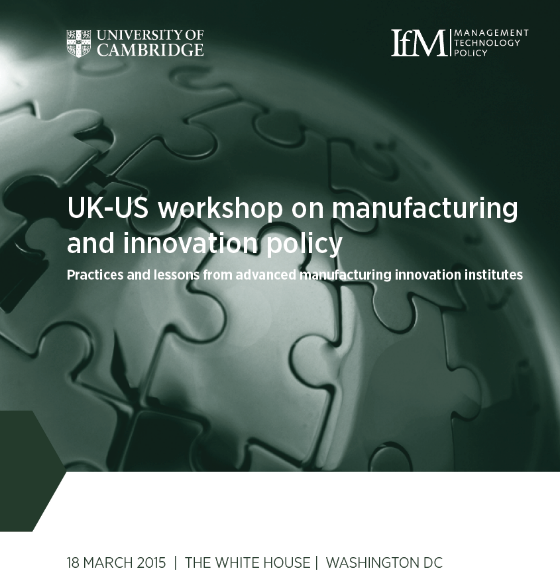 UNIVERSITY OF
CAMBRIDGE
IfM
MANAGEMENT
TECHNOLOGY
POLICY
UK-US workshop on manufacturing
and innovation policy
Practices and lessons from advanced manufacturing innovation institutes
18 MARCH 2015 | THE WHITE HOUSE | WASHINGTON DC